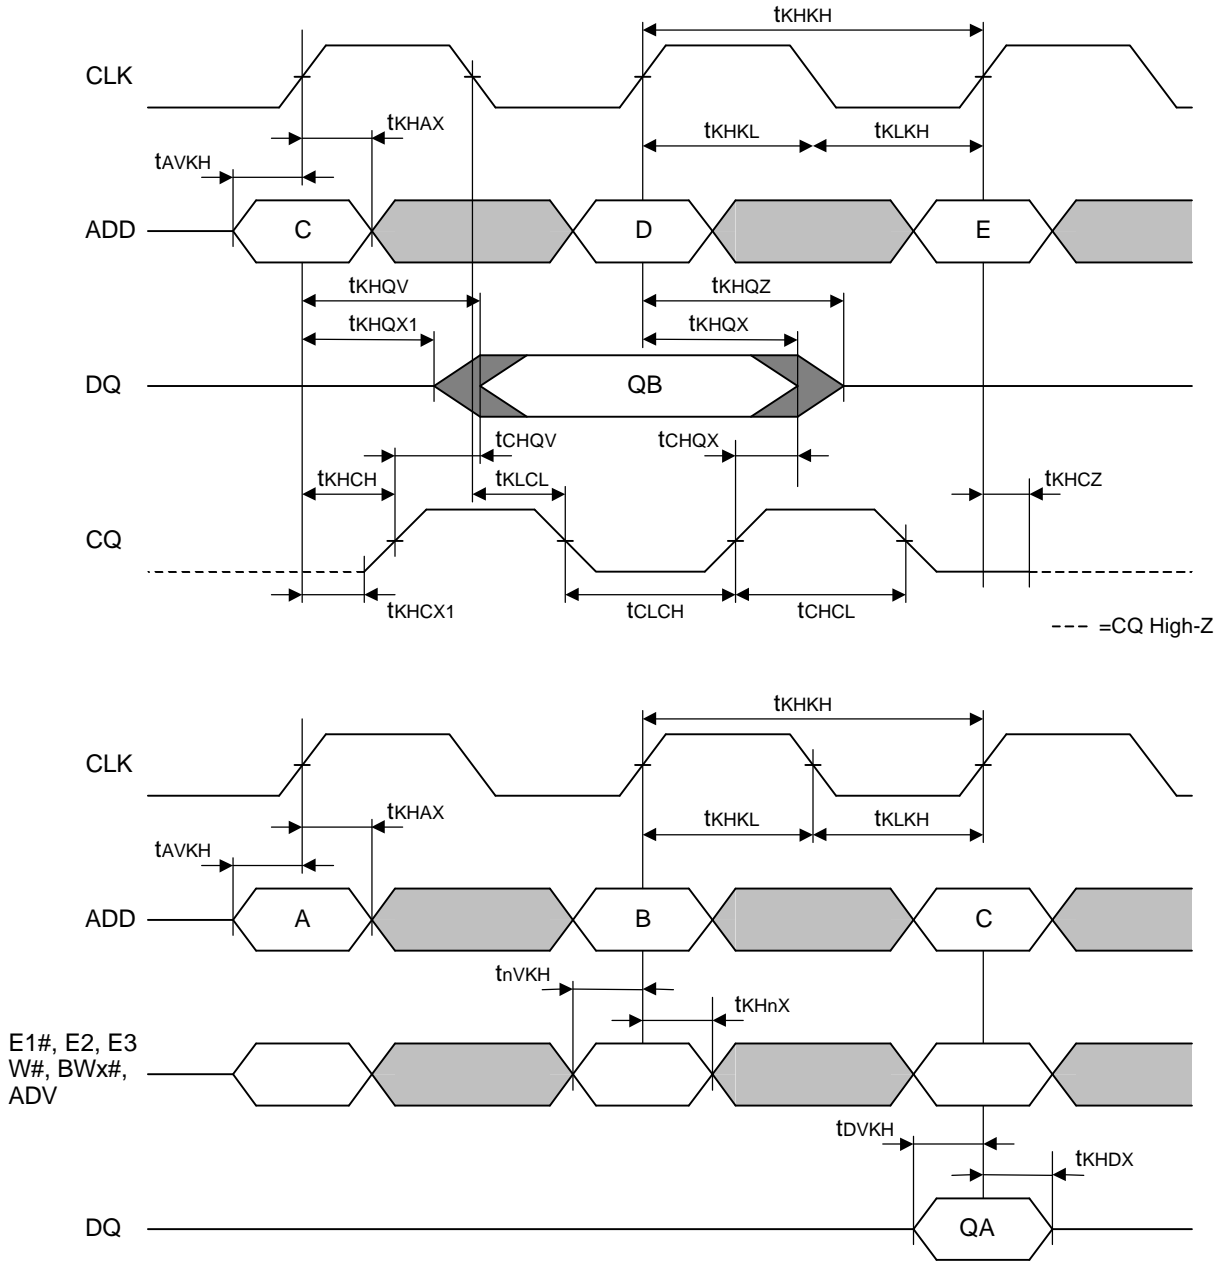 tKHKH
CLK
tKHAX
tKHKL
tKLKH
tAVKH
ADD
C
D
E
tKHQV
tKHQZ
tKHQX1
tKHQX
DQ
QB
tCHQV
tCHQX
tKHCH
tKLCL
tKHCZ
CQ
tKHCX1
tCLCH
tCHCL
--- =CQ High-Z
tKHKH
CLK
tKHAX
tKHKL
tKLKH
tAVKH
ADD
A
B
C
tnVKH
tKHnX
E1#, E2, E3
W#, BWx#,
ADV
tDVKH
tKHDX
DQ
QA